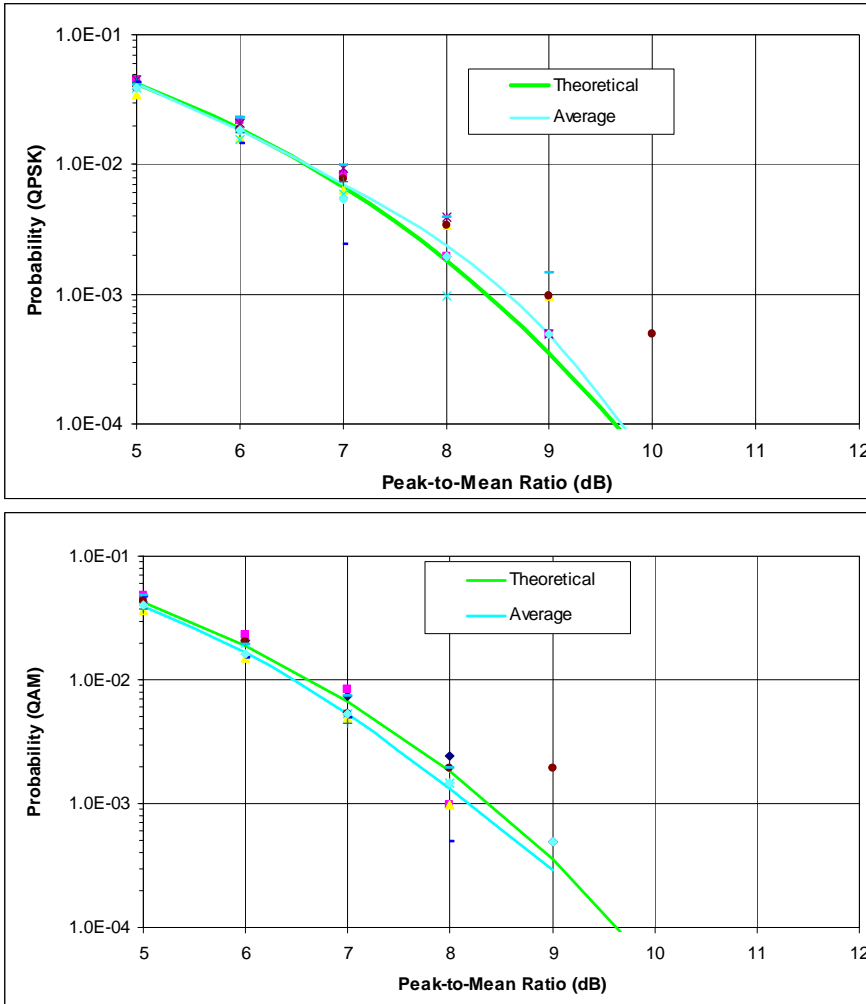 1.0E-01
Theoretical
Average
1.0E-02
1.0E-03
1.0E-04
Probability (QPSK)
5 6 7 8 9 10 11 12
Peak-to-Mean Ratio (dB)
1.0E-01
Theoretical
Average
1.0E-02
1.0E-03
1.0E-04
Probability (QAM)
5 6 7 8 9 10 11 12
Peak-to-Mean Ratio (dB)